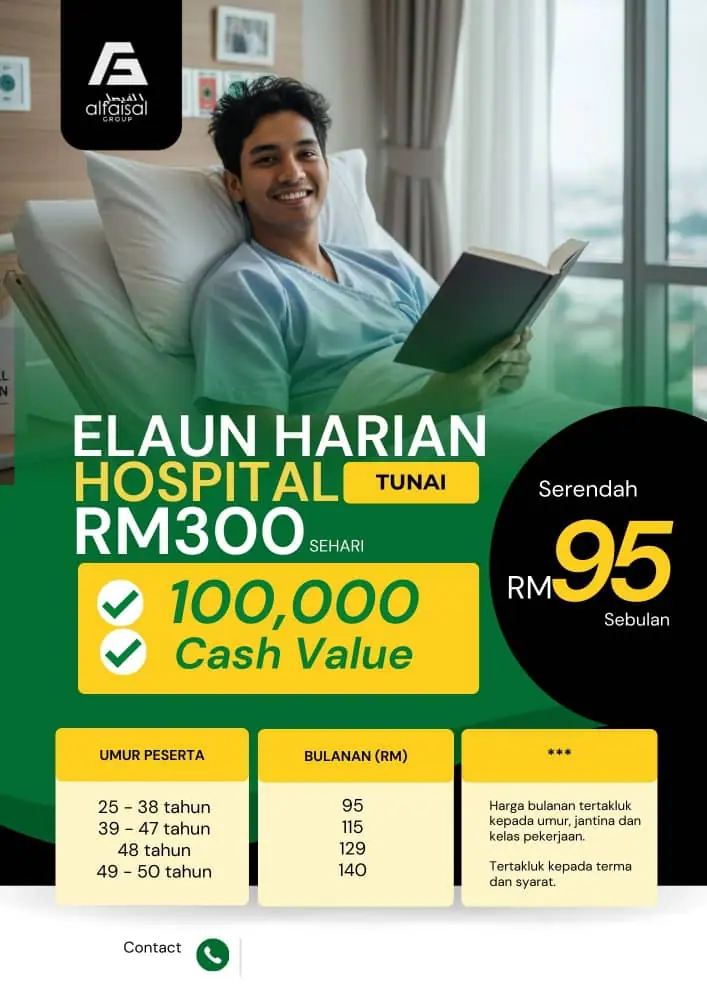 الفيصل
alfaisal
GROUP
ELAUN HARIAN
HOSPITAL TUNAI
RM300 SEHARI
100,000
Cash Value
Serendah
RM95
Sebulan
UMUR PESERTA
25 - 38 tahun
39 - 47 tahun
48 tahun
49 - 50 tahun
BULANAN (RM)
95
115
129
140
***
Harga bulanan tertakluk
kepada umur, jantina dan
kelas pekerjaan.
Tertakluk kepada terma
dan syarat.
Contact